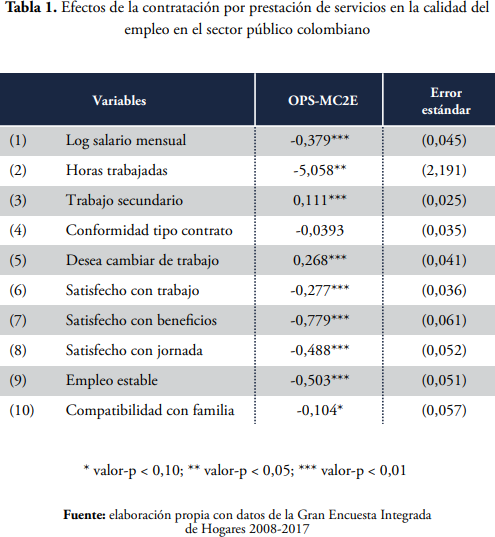 Tabla 1. Efectos de la contratación por prestación de servicios en la calidad del
empleo en el sector público colombiano
Variables OPS-MC2E Error
estándar
(1) Log salario mensual -0,379*** (0,045)
(2) Horas trabajadas -5,058** (2,191)
(3) Trabajo secundario 0,111*** (0,025)
(4) Conformidad tipo contrato -0,0393 (0,035)
(5) Desea cambiar de trabajo 0,268*** (0,041)
(6) Satisfecho con trabajo -0,277*** (0,036)
(7) Satisfecho con beneficios -0,779*** (0,061)
(8) Satisfecho con jornada -0,488*** (0,052)
(9) Empleo estable -0,503*** (0,051)
(10) Compatibilidad con familia -0,104* (0,057)
* valor-p < 0,10; ** valor-p < 0,05; *** valor-p < 0,01
Fuente: elaboración propia con datos de la Gran Encuesta Integrada
de Hogares 2008-2017